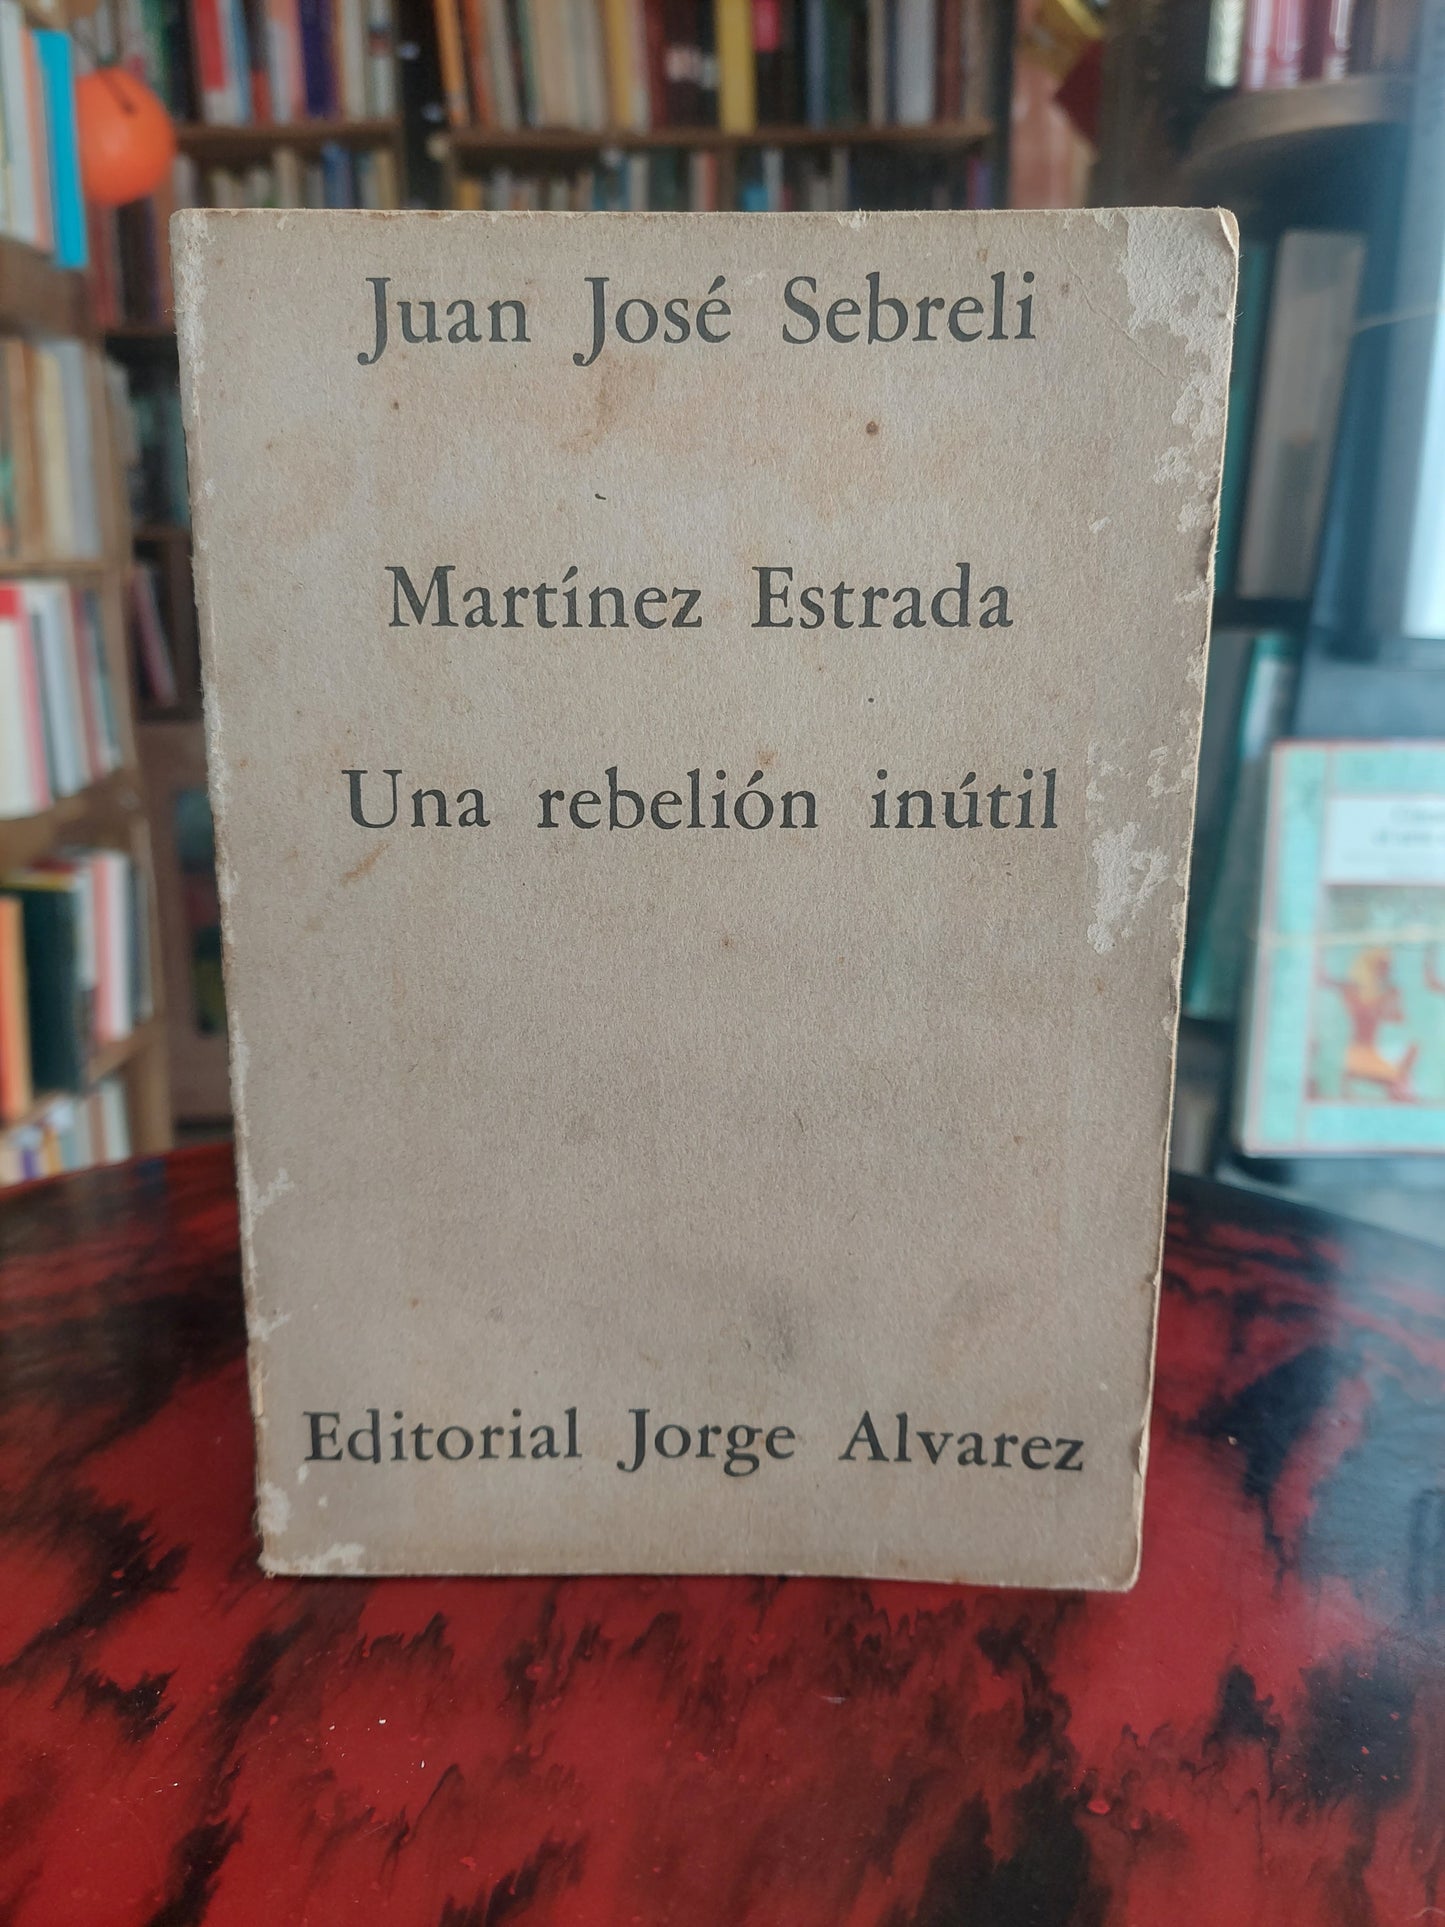 Juan José Sebreli
Martínez Estrada
Una rebelión inútil
Editorial Jorge Alvarez